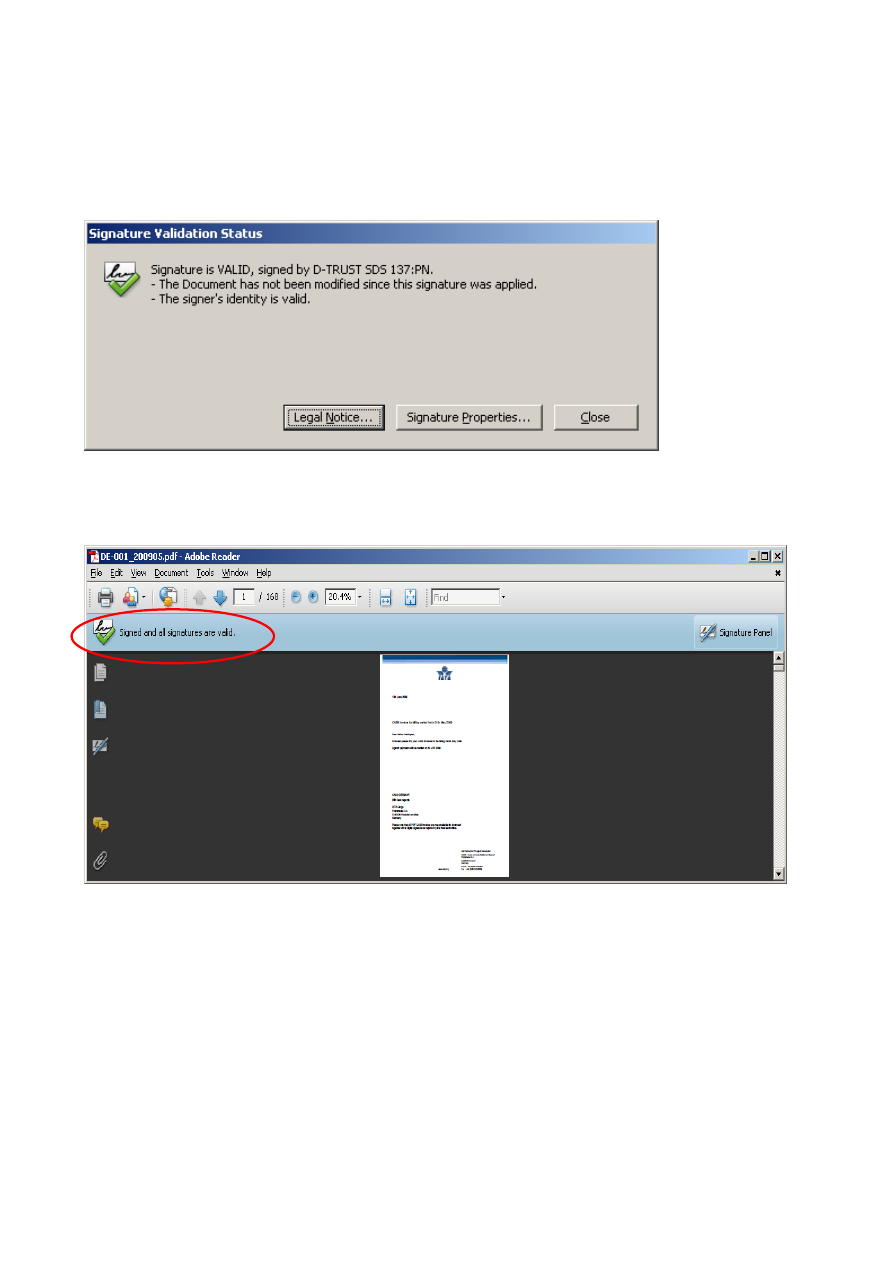 Signature Validation Status
Signature is VALID, signed by D-TRUST SDS 137:PN.
- The Document has not been modified since this signature was applied.
- The signer's identity is valid.
Legal Notice... Signature Properties... Close
DE-001_200905.pdf - Adobe Reader
File Edit View Document Tools Window Help
1 / 168 20.4% Find
Signed and all signatures are valid. Signature Panel
IATA